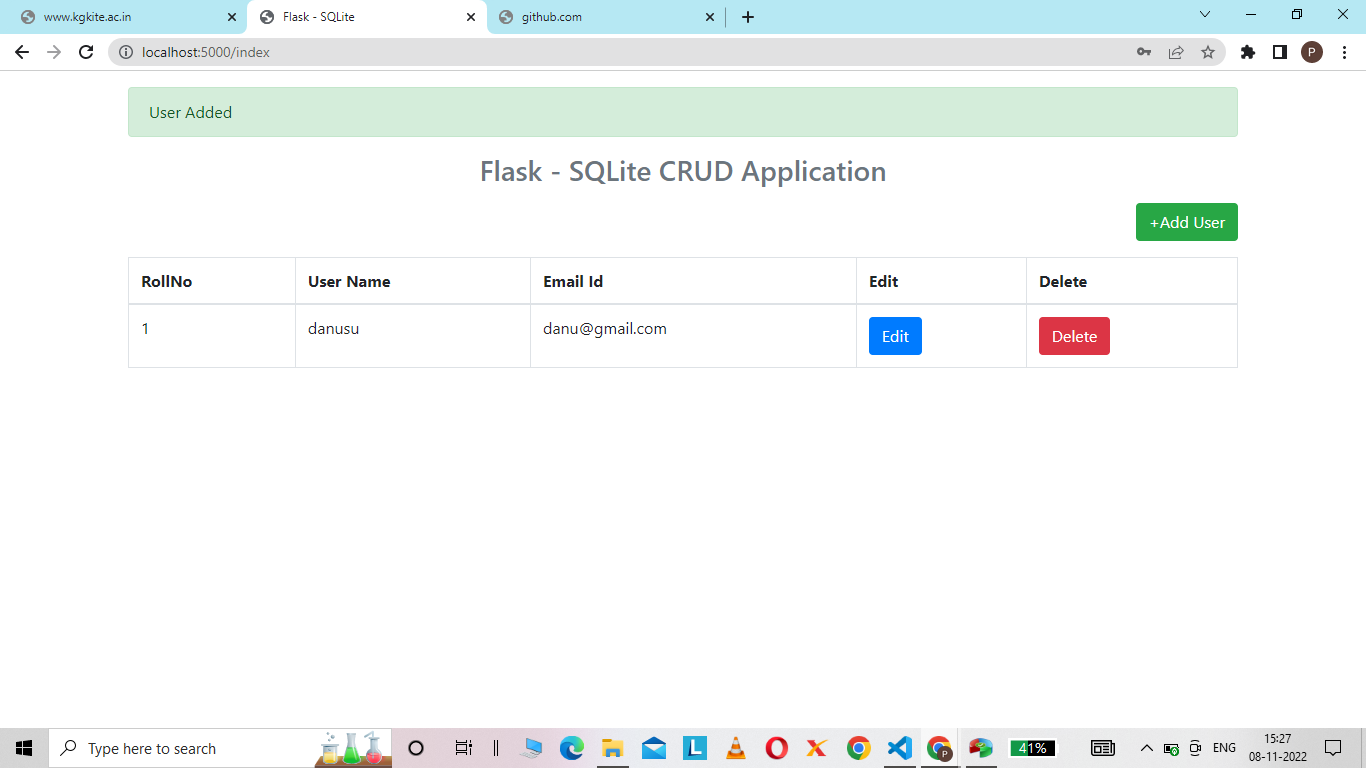 www.kgkite.ac.in
Flask - SQLite
github.com
localhost:5000/index
P
User Added
Flask - SQLite CRUD Application
+Add User
RollNo User Name Email Id Edit Delete
1 danusu danu@gmail.com Edit Delete
Type here to search
L
P
41%
ENG
15:27
08-11-2022